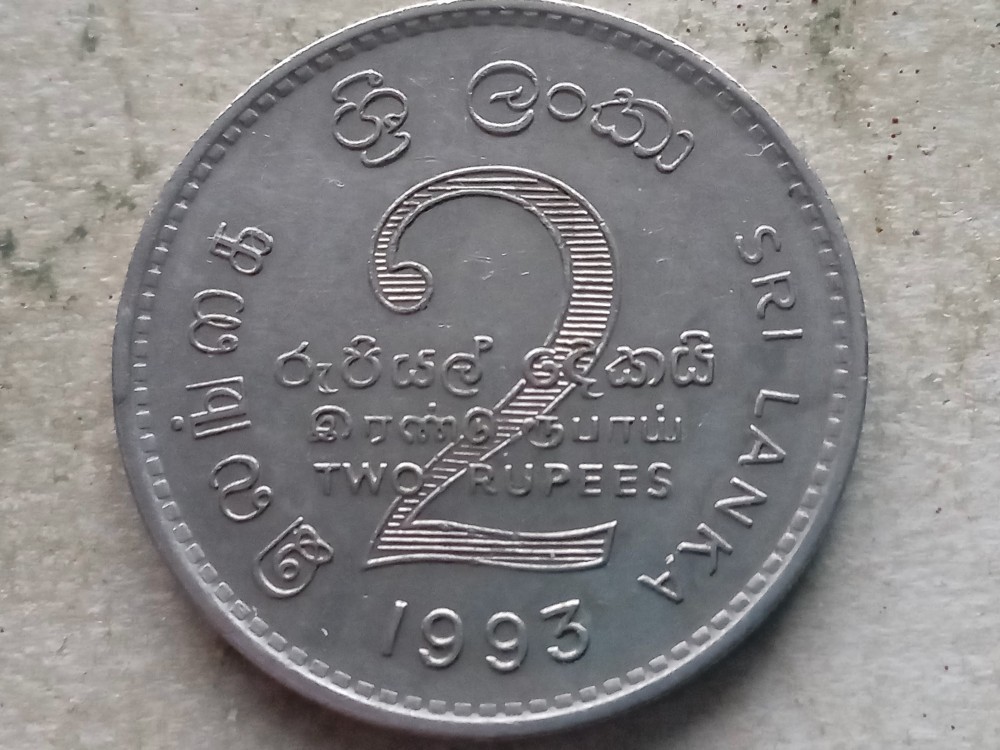 ශ්‍රී ලංකා
இலங்கை
SRI LANKA
2
රුපියල් දෙකයි
இரண்டு ரூபாய்
TWO RUPEES
1993